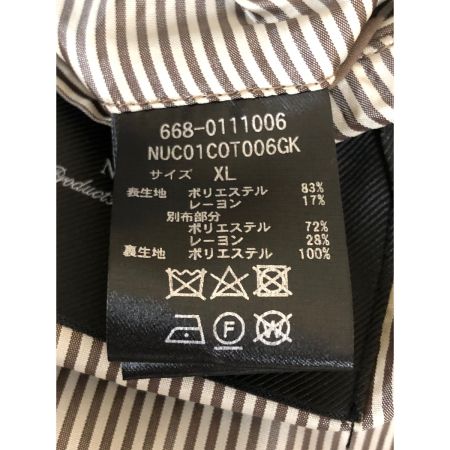 668-0111006
NUC01COT006GK
サイズ XL
表生地 ポリエステル 83%
レーヨン 17%
別布部分
ポリエステル 72%
レーヨン 28%
裏生地 ポリエステル 100%
F W
N
Products